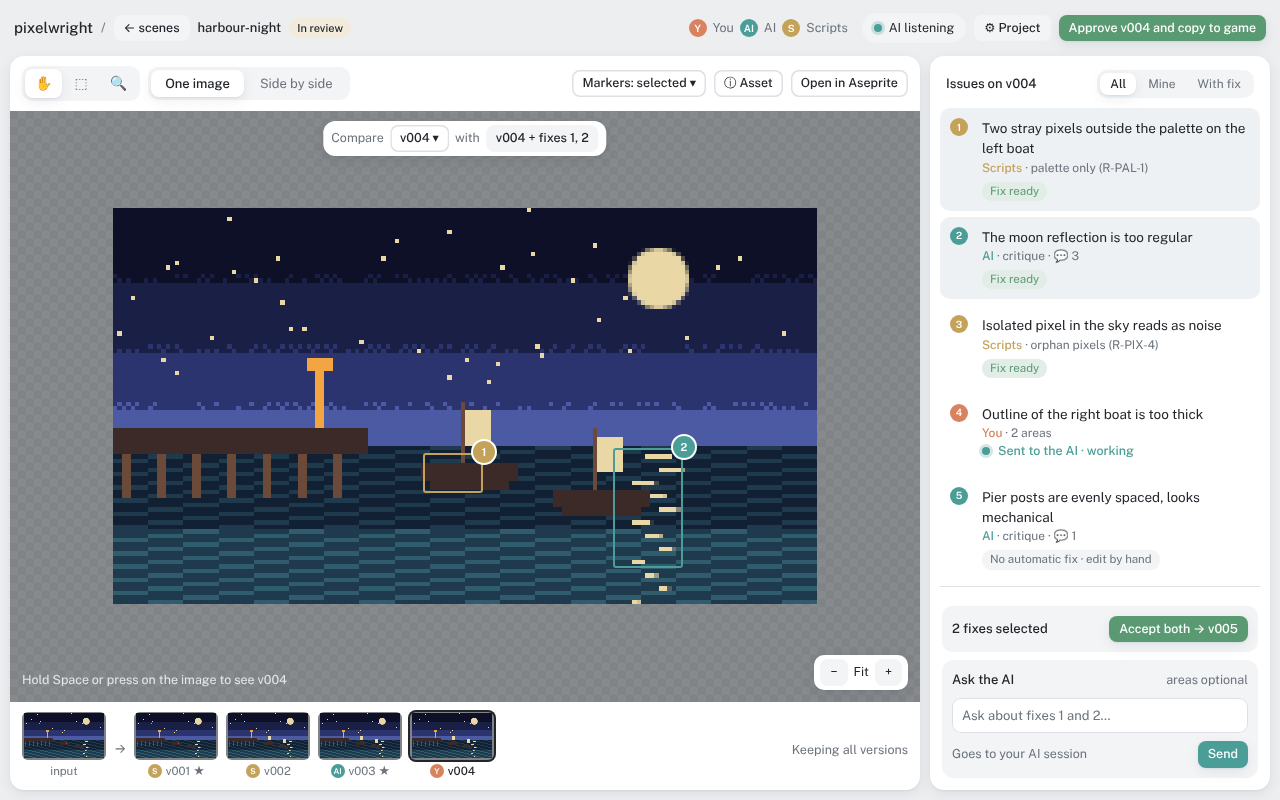 pixelwright / ← scenes harbour-night In review
Y You AI AI S Scripts AI listening ⚙ Project Approve v004 and copy to game
One image Side by side Markers: selected ▾ ⓘ Asset Open in Aseprite
Compare v004 ▾ with v004 + fixes 1, 2
1
2
Hold Space or press on the image to see v004
− Fit +
→
input S v001 ★ S v002 AI v003 ★ Y v004
Keeping all versions
Issues on v004 All Mine With fix
1 Two stray pixels outside the palette on the
left boat
Scripts · palette only (R-PAL-1)
Fix ready
2 The moon reflection is too regular
AI · critique · 💬 3
Fix ready
3 Isolated pixel in the sky reads as noise
Scripts · orphan pixels (R-PIX-4)
Fix ready
4 Outline of the right boat is too thick
You · 2 areas
Sent to the AI · working
5 Pier posts are evenly spaced, looks
mechanical
AI · critique · 💬 1
No automatic fix · edit by hand
2 fixes selected Accept both → v005
Ask the AI areas optional
Ask about fixes 1 and 2...
Goes to your AI session Send